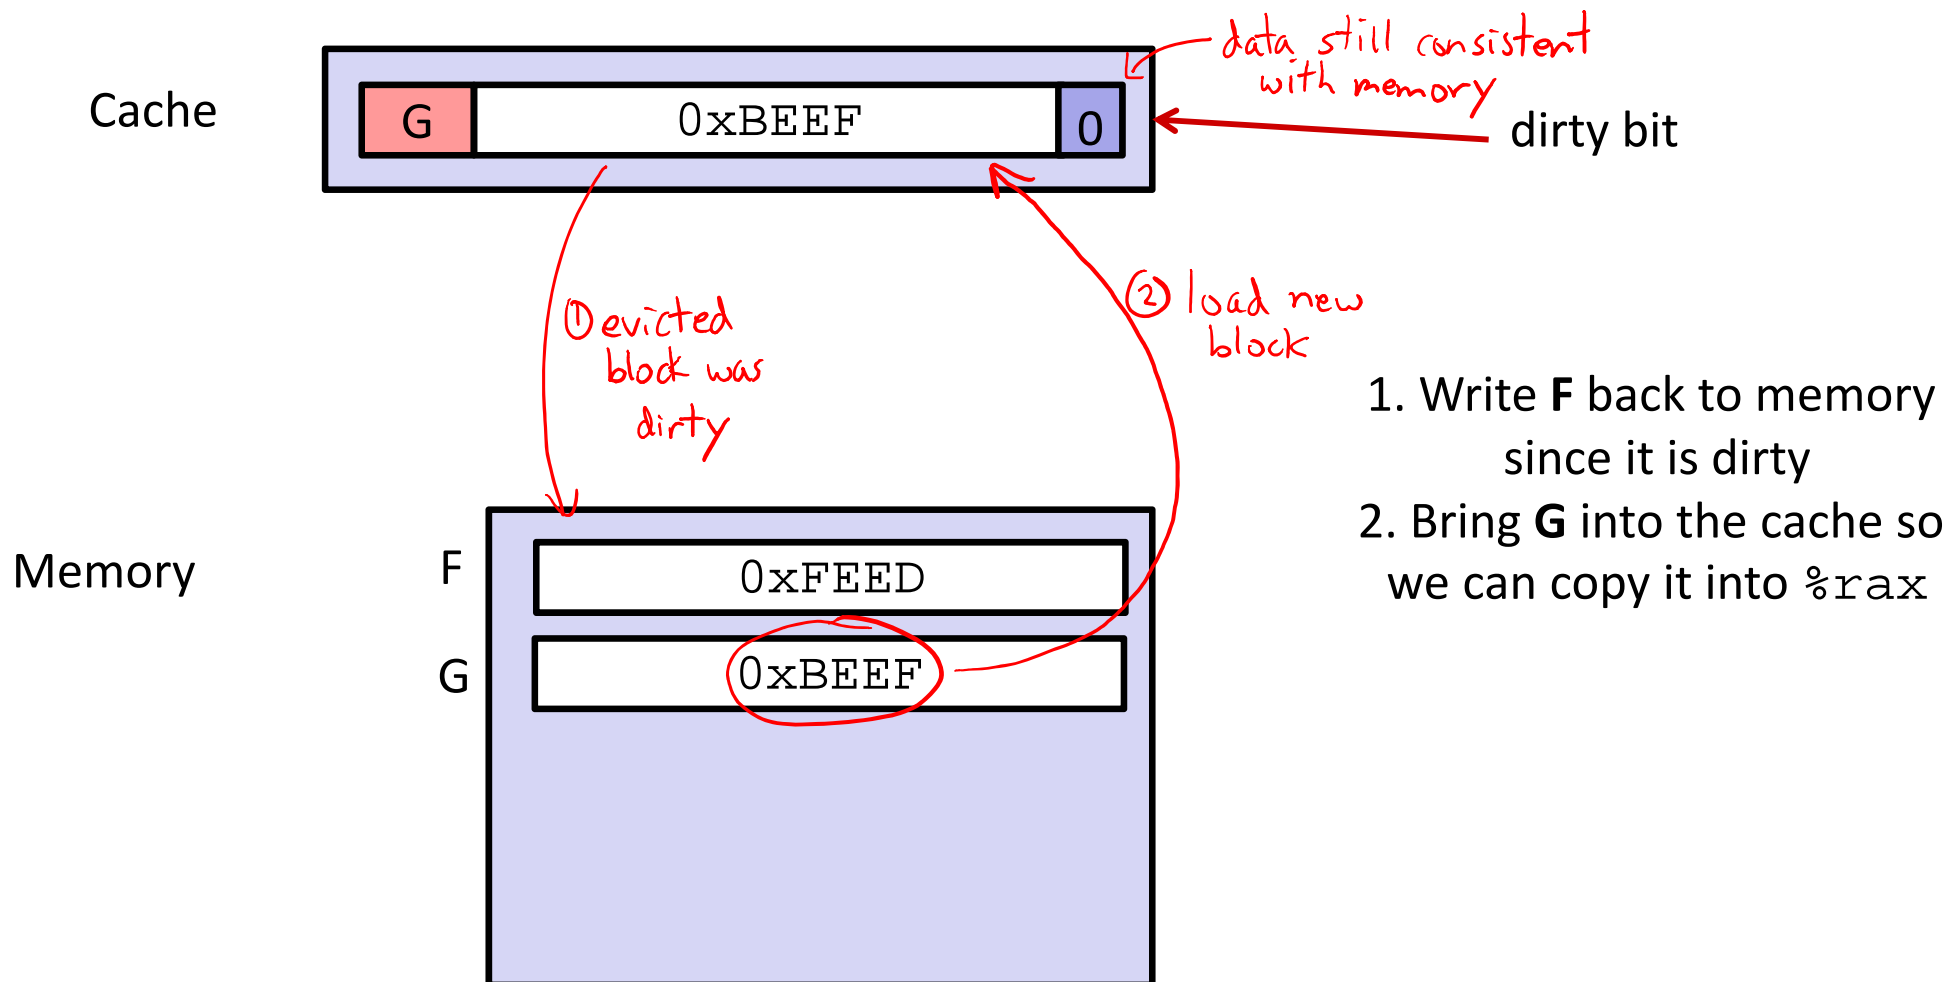 data still consistent
with memory
Cache
G
0xBEEF
0
dirty bit
① evicted
block was
dirty
② load new
block
1. Write F back to memory
since it is dirty
2. Bring G into the cache so
we can copy it into %rax
Memory
F
0xFEED
G
0xBEEF